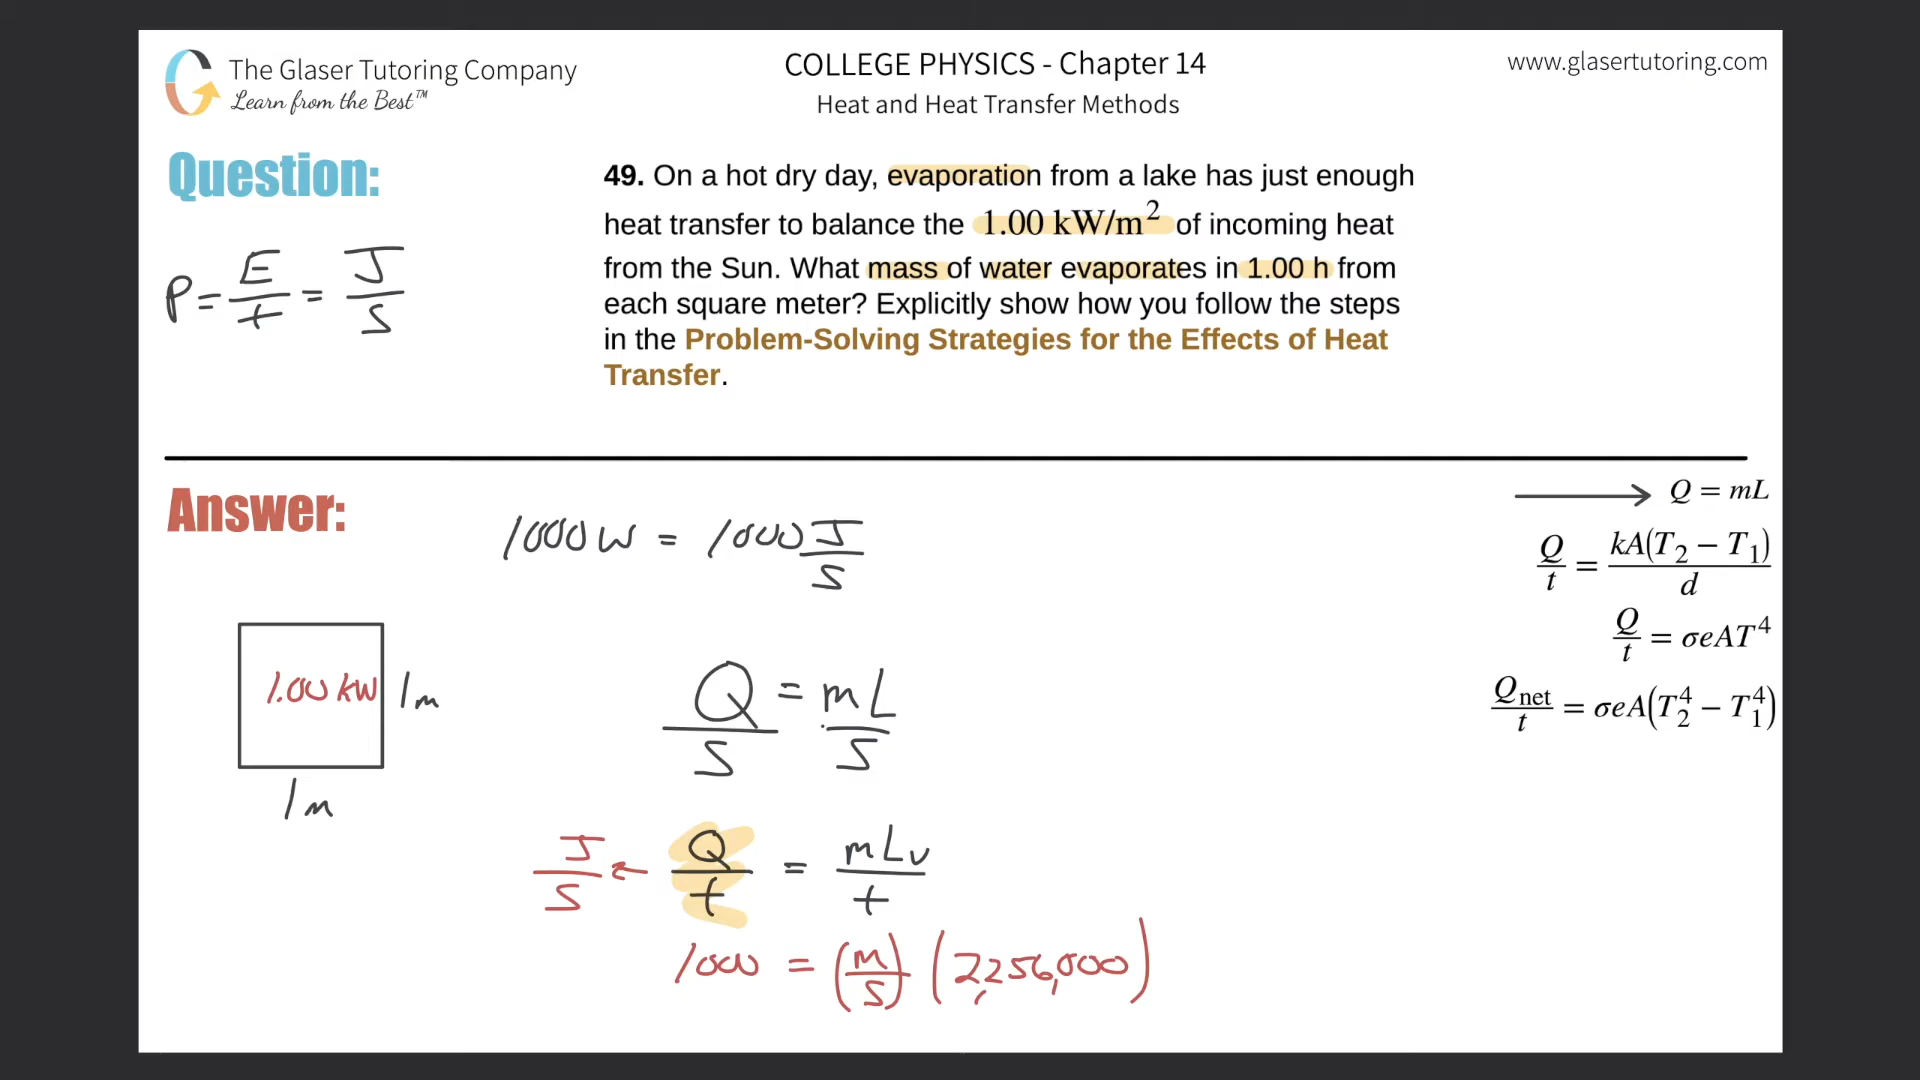 The Glaser Tutoring Company
Learn from the Best™
COLLEGE PHYSICS - Chapter 14
Heat and Heat Transfer Methods
www.glasertutoring.com
Question:
P = E/t = J/s
49. On a hot dry day, evaporation from a lake has just enough
heat transfer to balance the 1.00 kW/m² of incoming heat
from the Sun. What mass of water evaporates in 1.00 h from
each square meter? Explicitly show how you follow the steps
in the Problem-Solving Strategies for the Effects of Heat
Transfer.
Answer:
1000 W = 1000 J/S
1.00 kW
1m
1m
Q/S = mL/S
J/S ← Q/t = mLv/t
1000 = (m/S) (2,256,000)
→ Q = mL
Q/t = kA(T₂ − T₁)/d
Q/t = σeAT⁴
Qnet/t = σeA(T₂⁴ − T₁⁴)